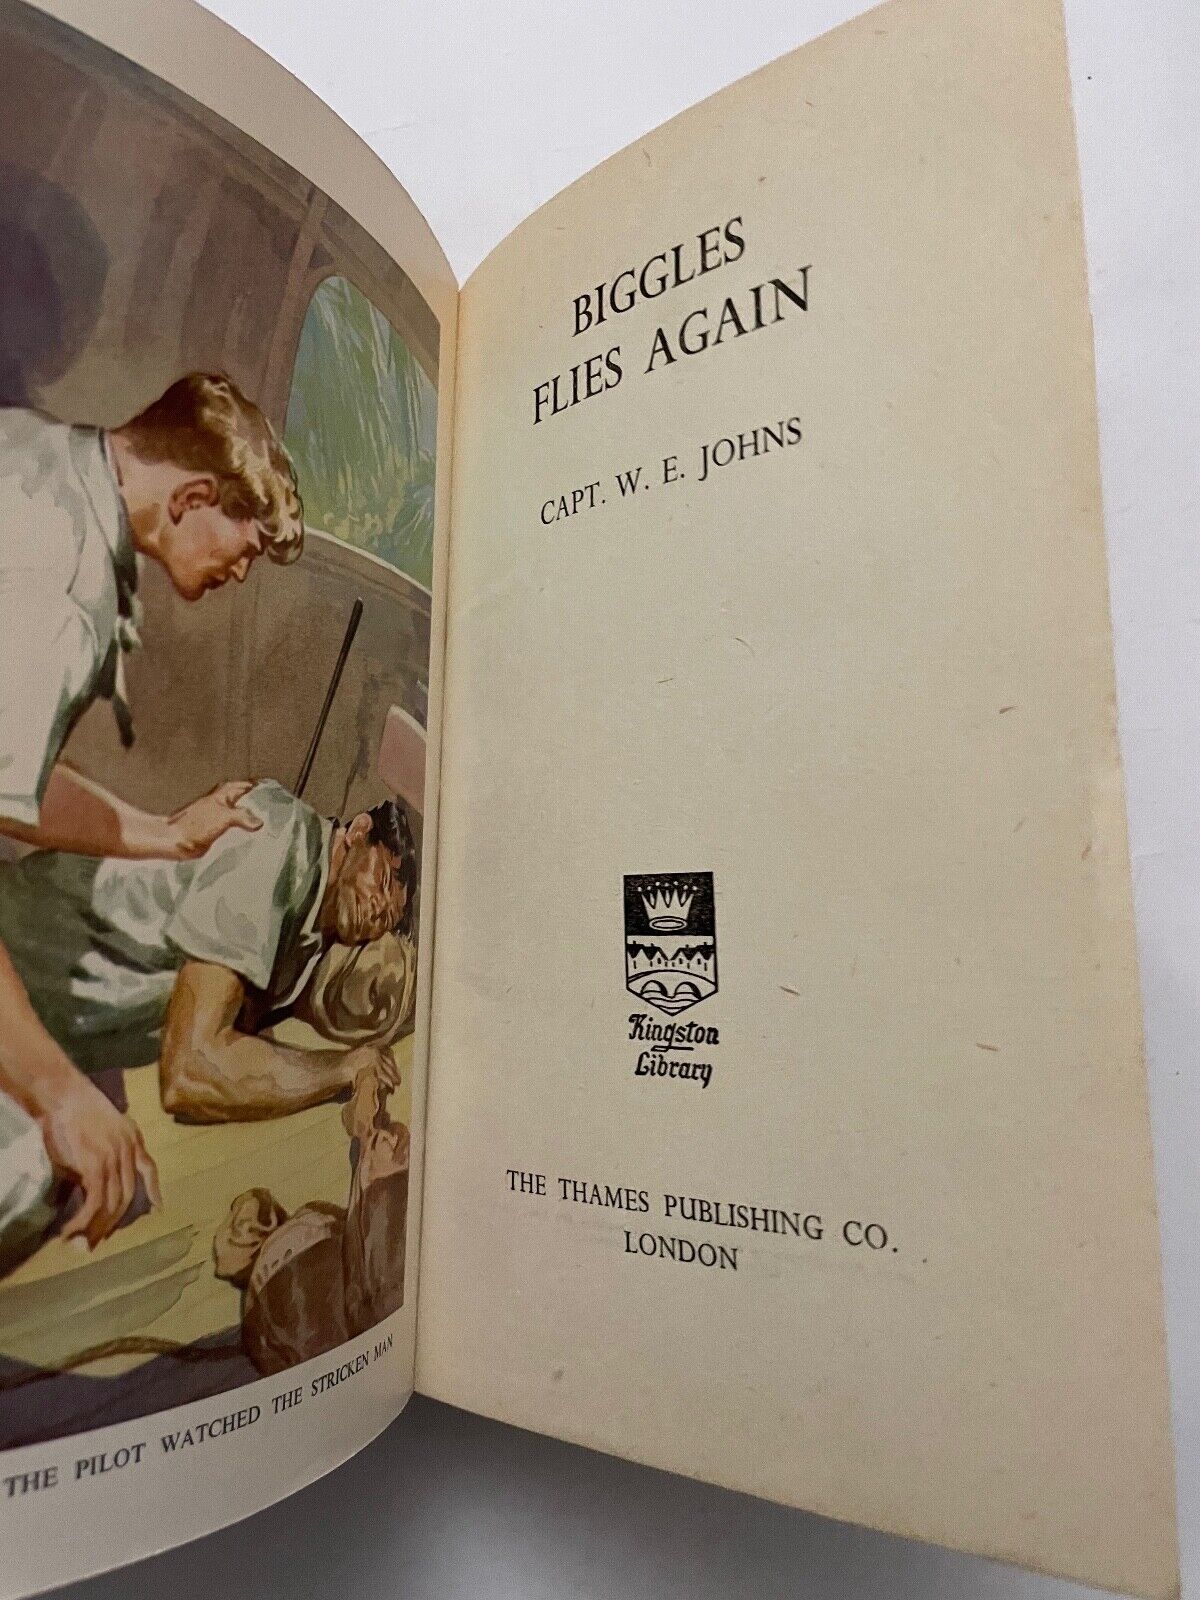 THE PILOT WATCHED THE STRICKEN MAN
BIGGLES
FLIES AGAIN
CAPT. W. E. JOHNS
Kingston
Library
THE THAMES PUBLISHING CO.
LONDON